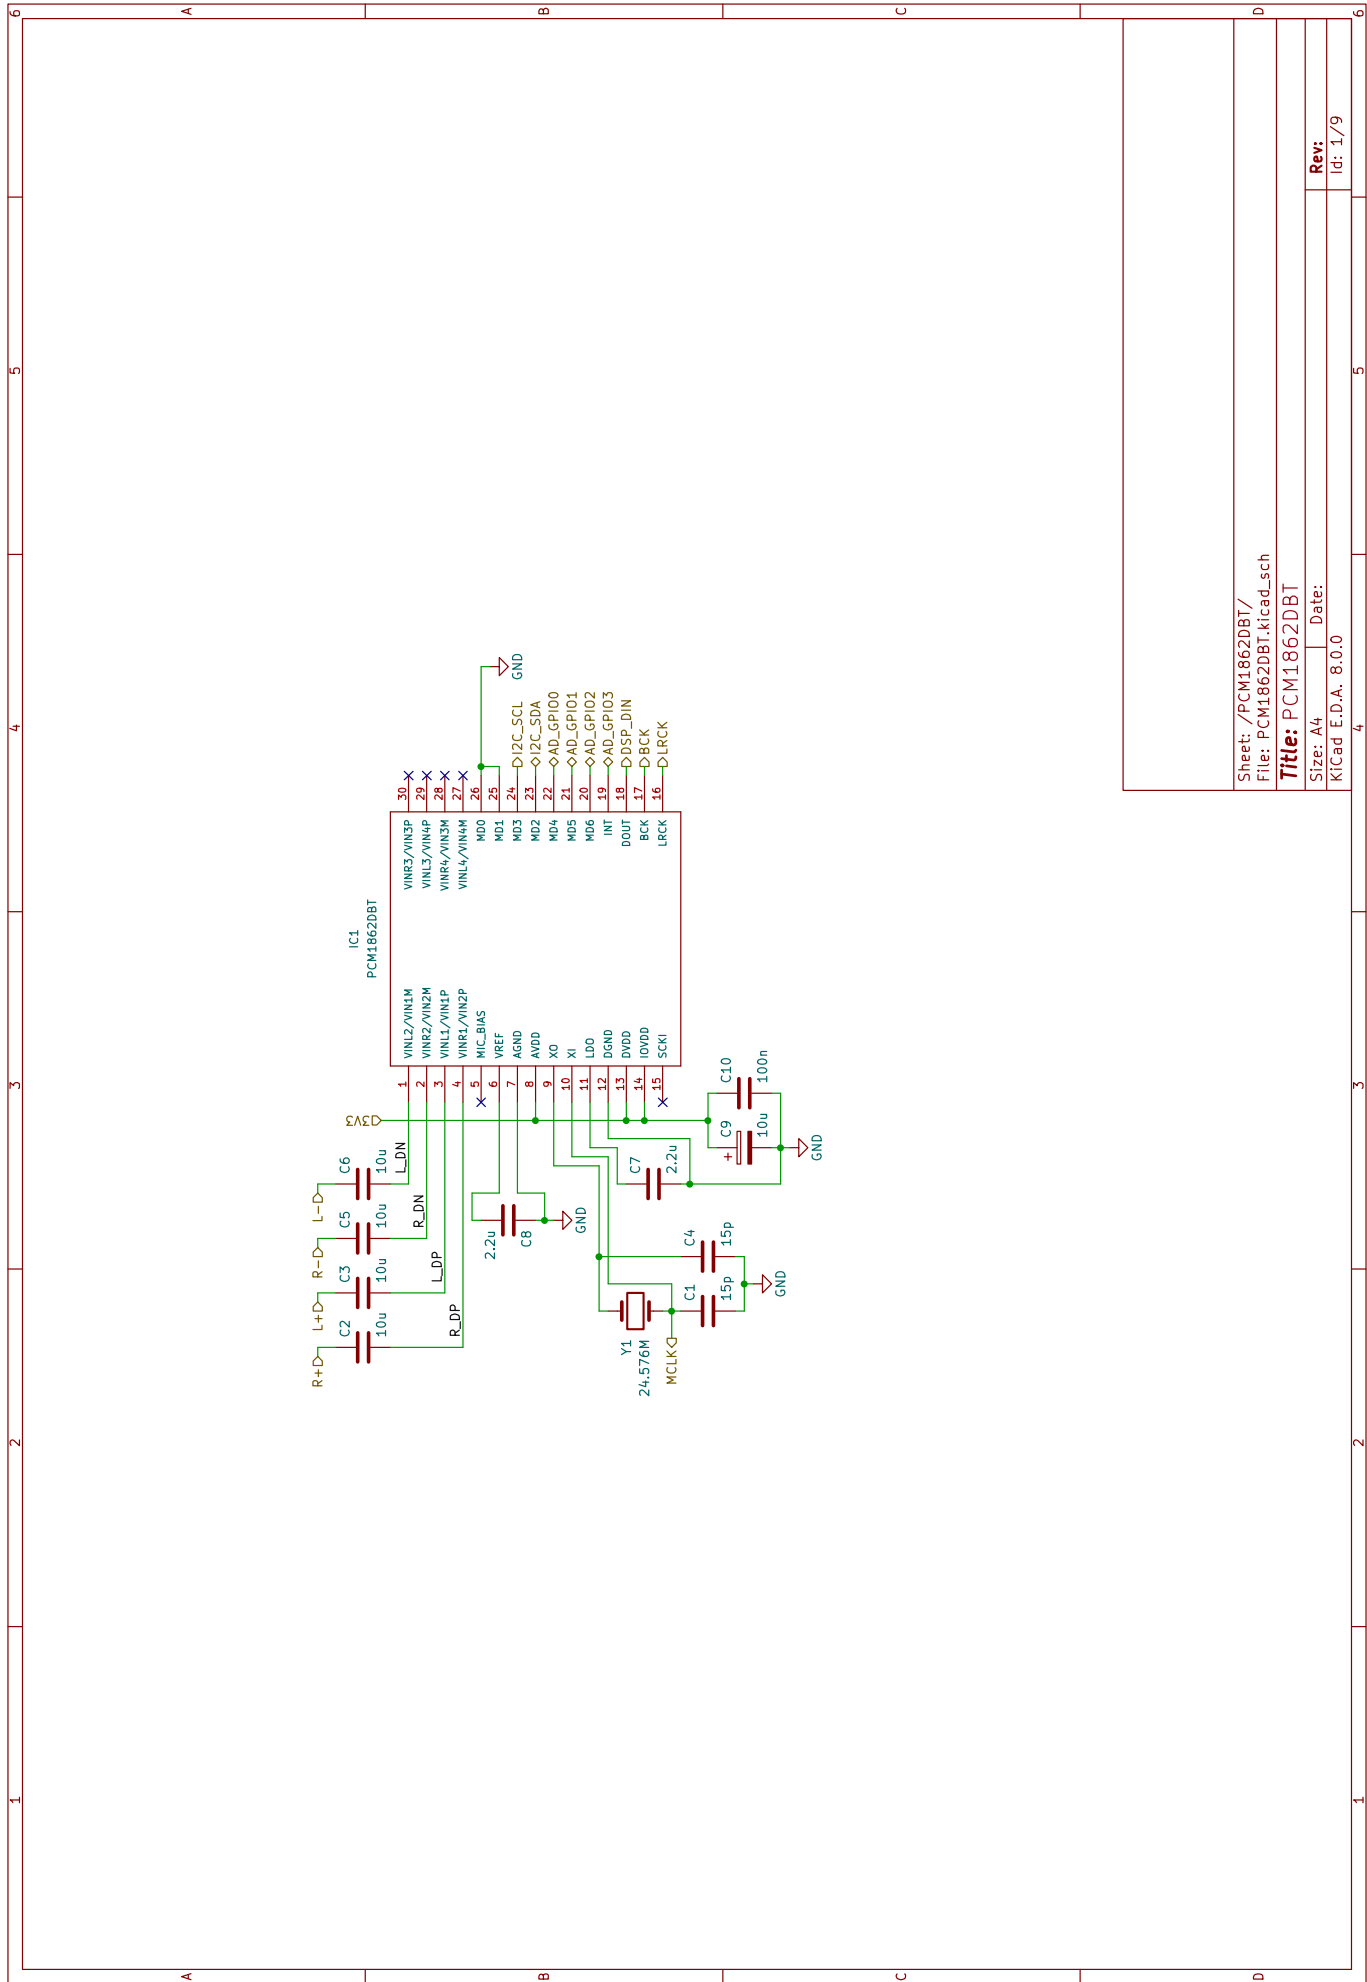 1
2
3
4
5
6
A
B
C
D
IC1
PCM1862DBT
3V3
L-
R-
L+
R+
C6
10u
C5
10u
C3
10u
C2
10u
L_DN
R_DN
L_DP
R_DP
1 VINL2/VIN1M
2 VINR2/VIN2M
3 VINL1/VIN1P
4 VINR1/VIN2P
5 MIC_BIAS
6 VREF
7 AGND
8 AVDD
9 XO
10 XI
11 LDO
12 DGND
13 DVDD
14 IOVDD
15 SCKI
VINR3/VIN3P 30
VINL3/VIN4P 29
VINR4/VIN3M 28
VINL4/VIN4M 27
MD0 26
MD1 25
MD3 24 I2C_SCL
MD2 23 I2C_SDA
MD4 22 AD_GPIO0
MD5 21 AD_GPIO1
MD6 20 AD_GPIO2
INT 19 AD_GPIO3
DOUT 18 DSP_DIN
BCK 17 BCK
LRCK 16 LRCK
GND
2.2u
C8
GND
C7
2.2u
C9
+
10u
C10
100n
GND
Y1
24.576M
MCLK
C4
15p
C1
15p
GND
Sheet: /PCM1862DBT/
File: PCM1862DBT.kicad_sch
Title: PCM1862DBT
Size: A4
Date:
Rev:
KiCad E.D.A. 8.0.0
Id: 1/9
1
2
3
4
5
6
A
B
C
D